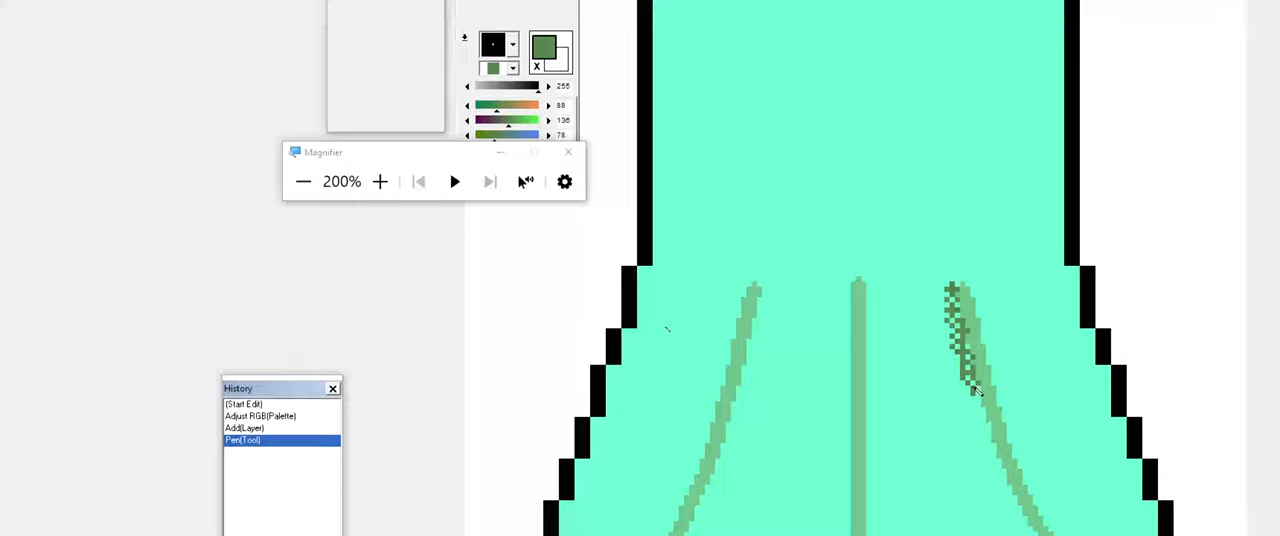 X
255
88
136
78
Magnifier
200%
History
(Start Edit)
Adjust RGB(Palette)
Add(Layer)
Pen(Tool)